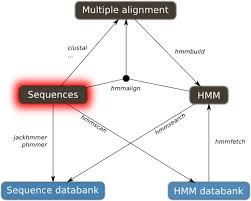 Multiple alignment
clustal
...
hmmbuild
Sequences
hmmalign
HMM
jackhmmer
phmmer
hmmscan
hmmsearch
hmmfetch
Sequence databank
HMM databank